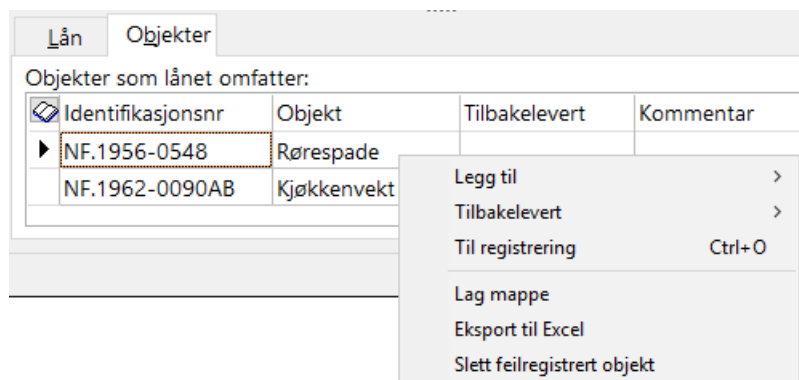 Lån Objekter
Objekter som lånet omfatter:
Identifikasjonsnr Objekt Tilbakelevert Kommentar
NF.1956-0548 Rørespade
NF.1962-0090AB Kjøkkenvekt
Legg til >
Tilbakelevert >
Til registrering Ctrl+O
Lag mappe
Eksport til Excel
Slett feilregistrert objekt